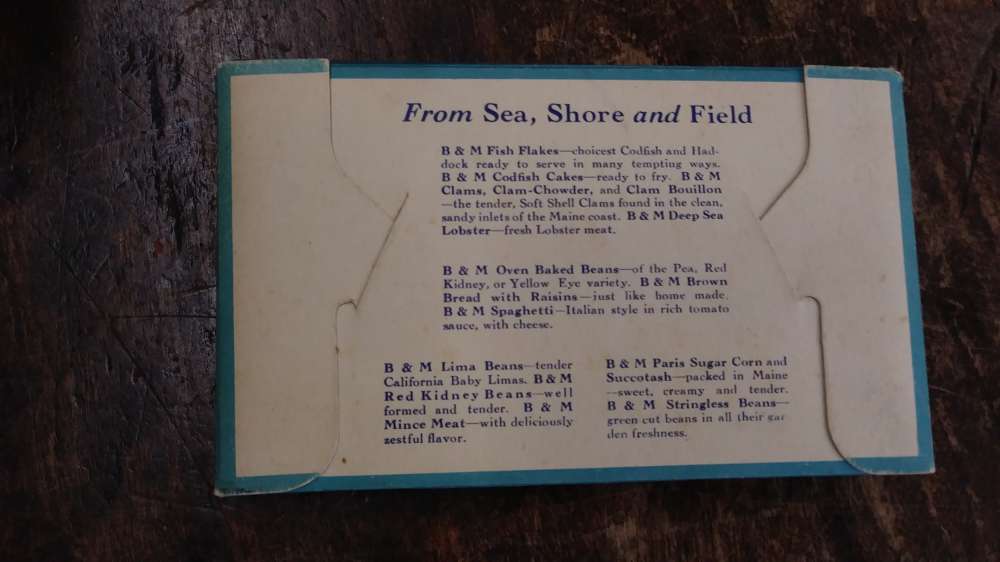 From Sea, Shore and Field
B & M Fish Flakes—choicest Codfish and Had-
dock ready to serve in many tempting ways.
B & M Codfish Cakes—ready to fry. B & M
Clams, Clam-Chowder, and Clam Bouillon
—the tender, Soft Shell Clams found in the clean,
sandy inlets of the Maine coast. B & M Deep Sea
Lobster—fresh Lobster meat.
B & M Oven Baked Beans—of the Pea, Red
Kidney, or Yellow Eye variety. B & M Brown
Bread with Raisins—just like home made.
B & M Spaghetti—Italian style in rich tomato
sauce, with cheese.
B & M Lima Beans—tender
California Baby Limas. B & M
Red Kidney Beans—well
formed and tender. B & M
Mince Meat—with deliciously
zestful flavor.
B & M Paris Sugar Corn and
Succotash—packed in Maine
—sweet, creamy and tender.
B & M Stringless Beans—
green cut beans in all their gar
den freshness.